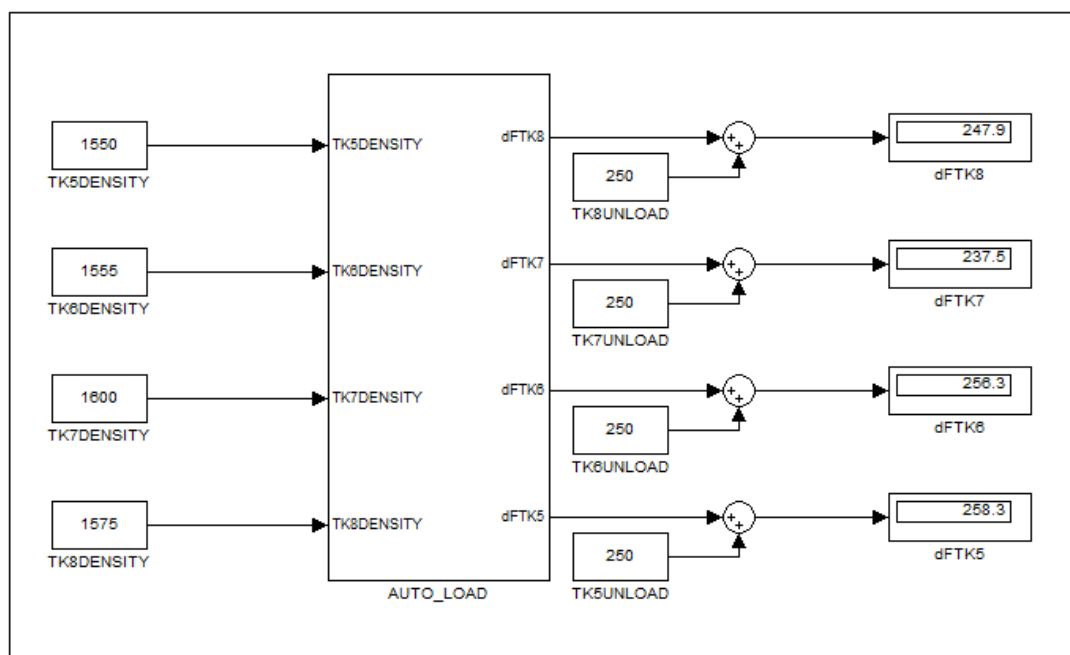 1550
TK5DENSITY
1555
TK6DENSITY
1600
TK7DENSITY
1575
TK8DENSITY
TK5DENSITY
TK6DENSITY
TK7DENSITY
TK8DENSITY
dFTK8
dFTK7
dFTK6
dFTK5
AUTO_LOAD
250
TK8UNLOAD
250
TK7UNLOAD
250
TK6UNLOAD
250
TK5UNLOAD
+
+
+
+
+
+
+
+
247.9
dFTK8
237.5
dFTK7
256.3
dFTK6
258.3
dFTK5